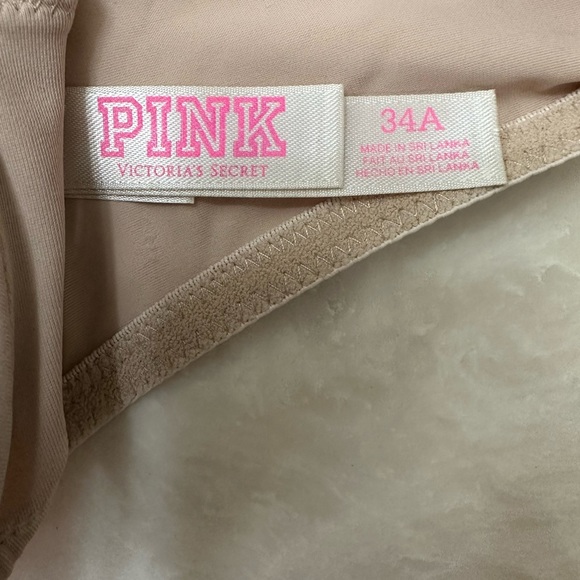 PINK
VICTORIA'S SECRET
34A
MADE IN SRI LANKA
FAIT AU SRI LANKA
HECHO EN SRI LANKA